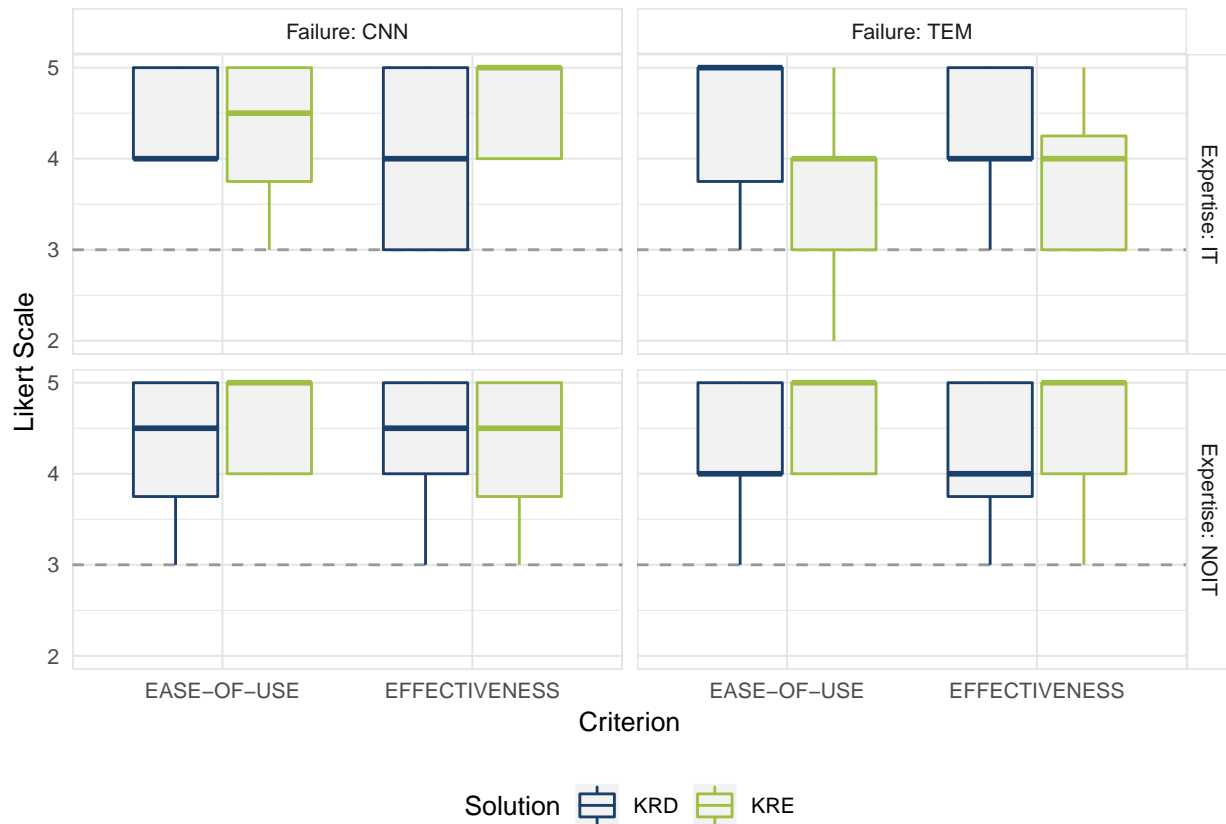 Failure: CNN
Failure: TEM
5
4
3
2
Expertise: IT
5
4
3
2
Expertise: NOIT
Likert Scale
EASE−OF−USE
EFFECTIVENESS
EASE−OF−USE
EFFECTIVENESS
Criterion
Solution KRD KRE